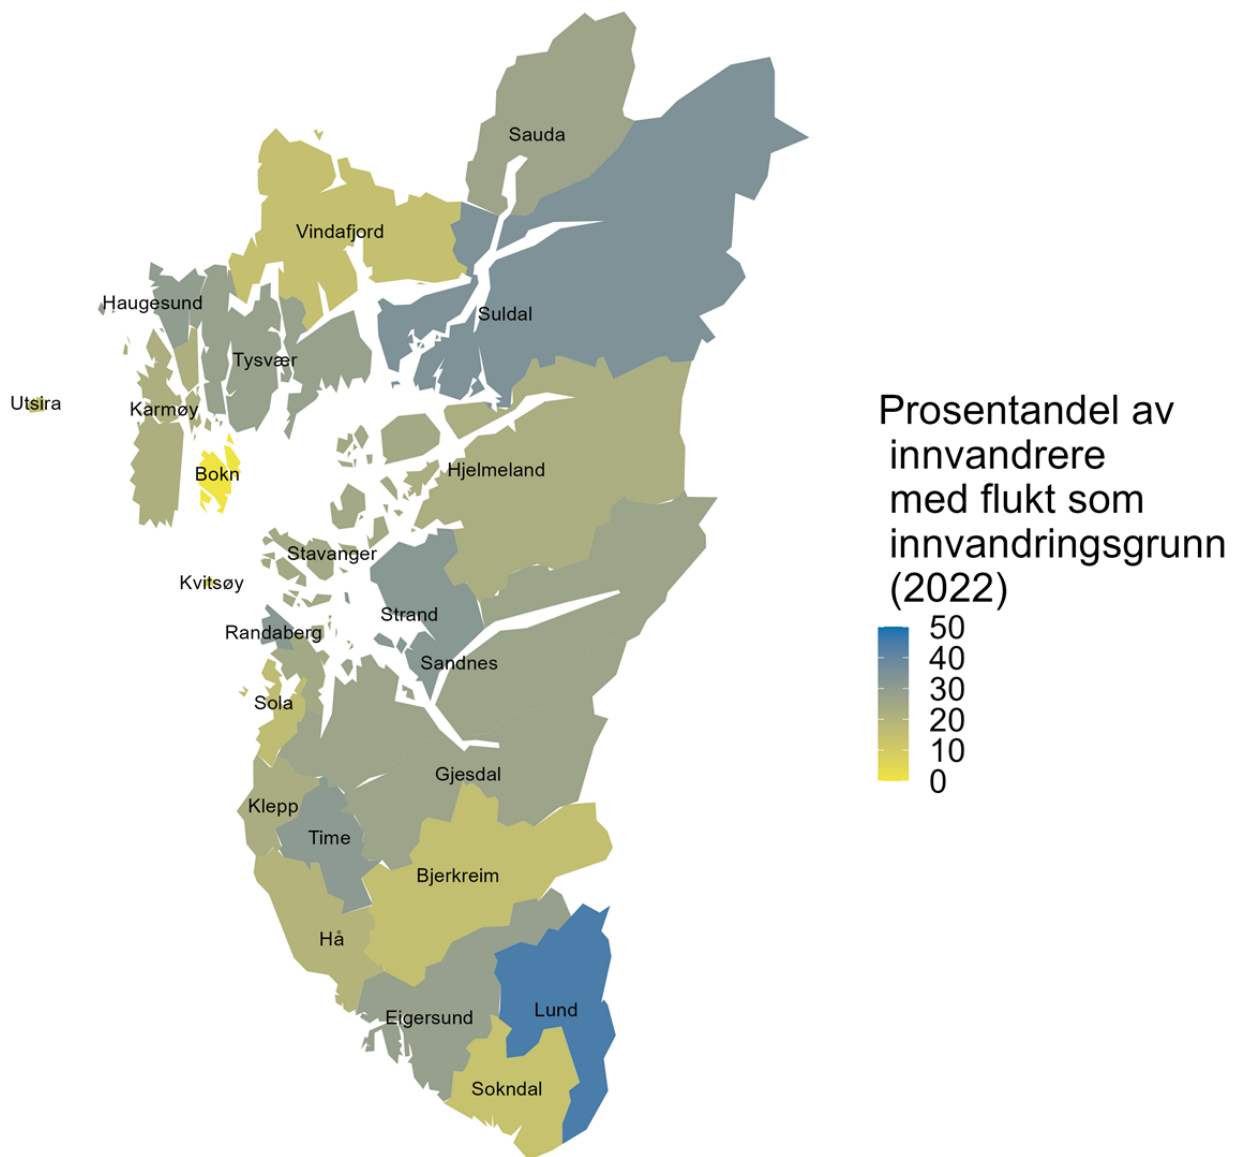 Sauda
Vindafjord
Haugesund
Suldal
Tysvær
Utsira
Karmøy
Bokn
Hjelmeland
Stavanger
Kvitsøy
Strand
Randaberg
Sandnes
Sola
Gjesdal
Klepp
Time
Bjerkreim
Hå
Lund
Eigersund
Sokndal
Prosentandel av
innvandrere
med flukt som
innvandringsgrunn
(2022)
50
40
30
20
10
0